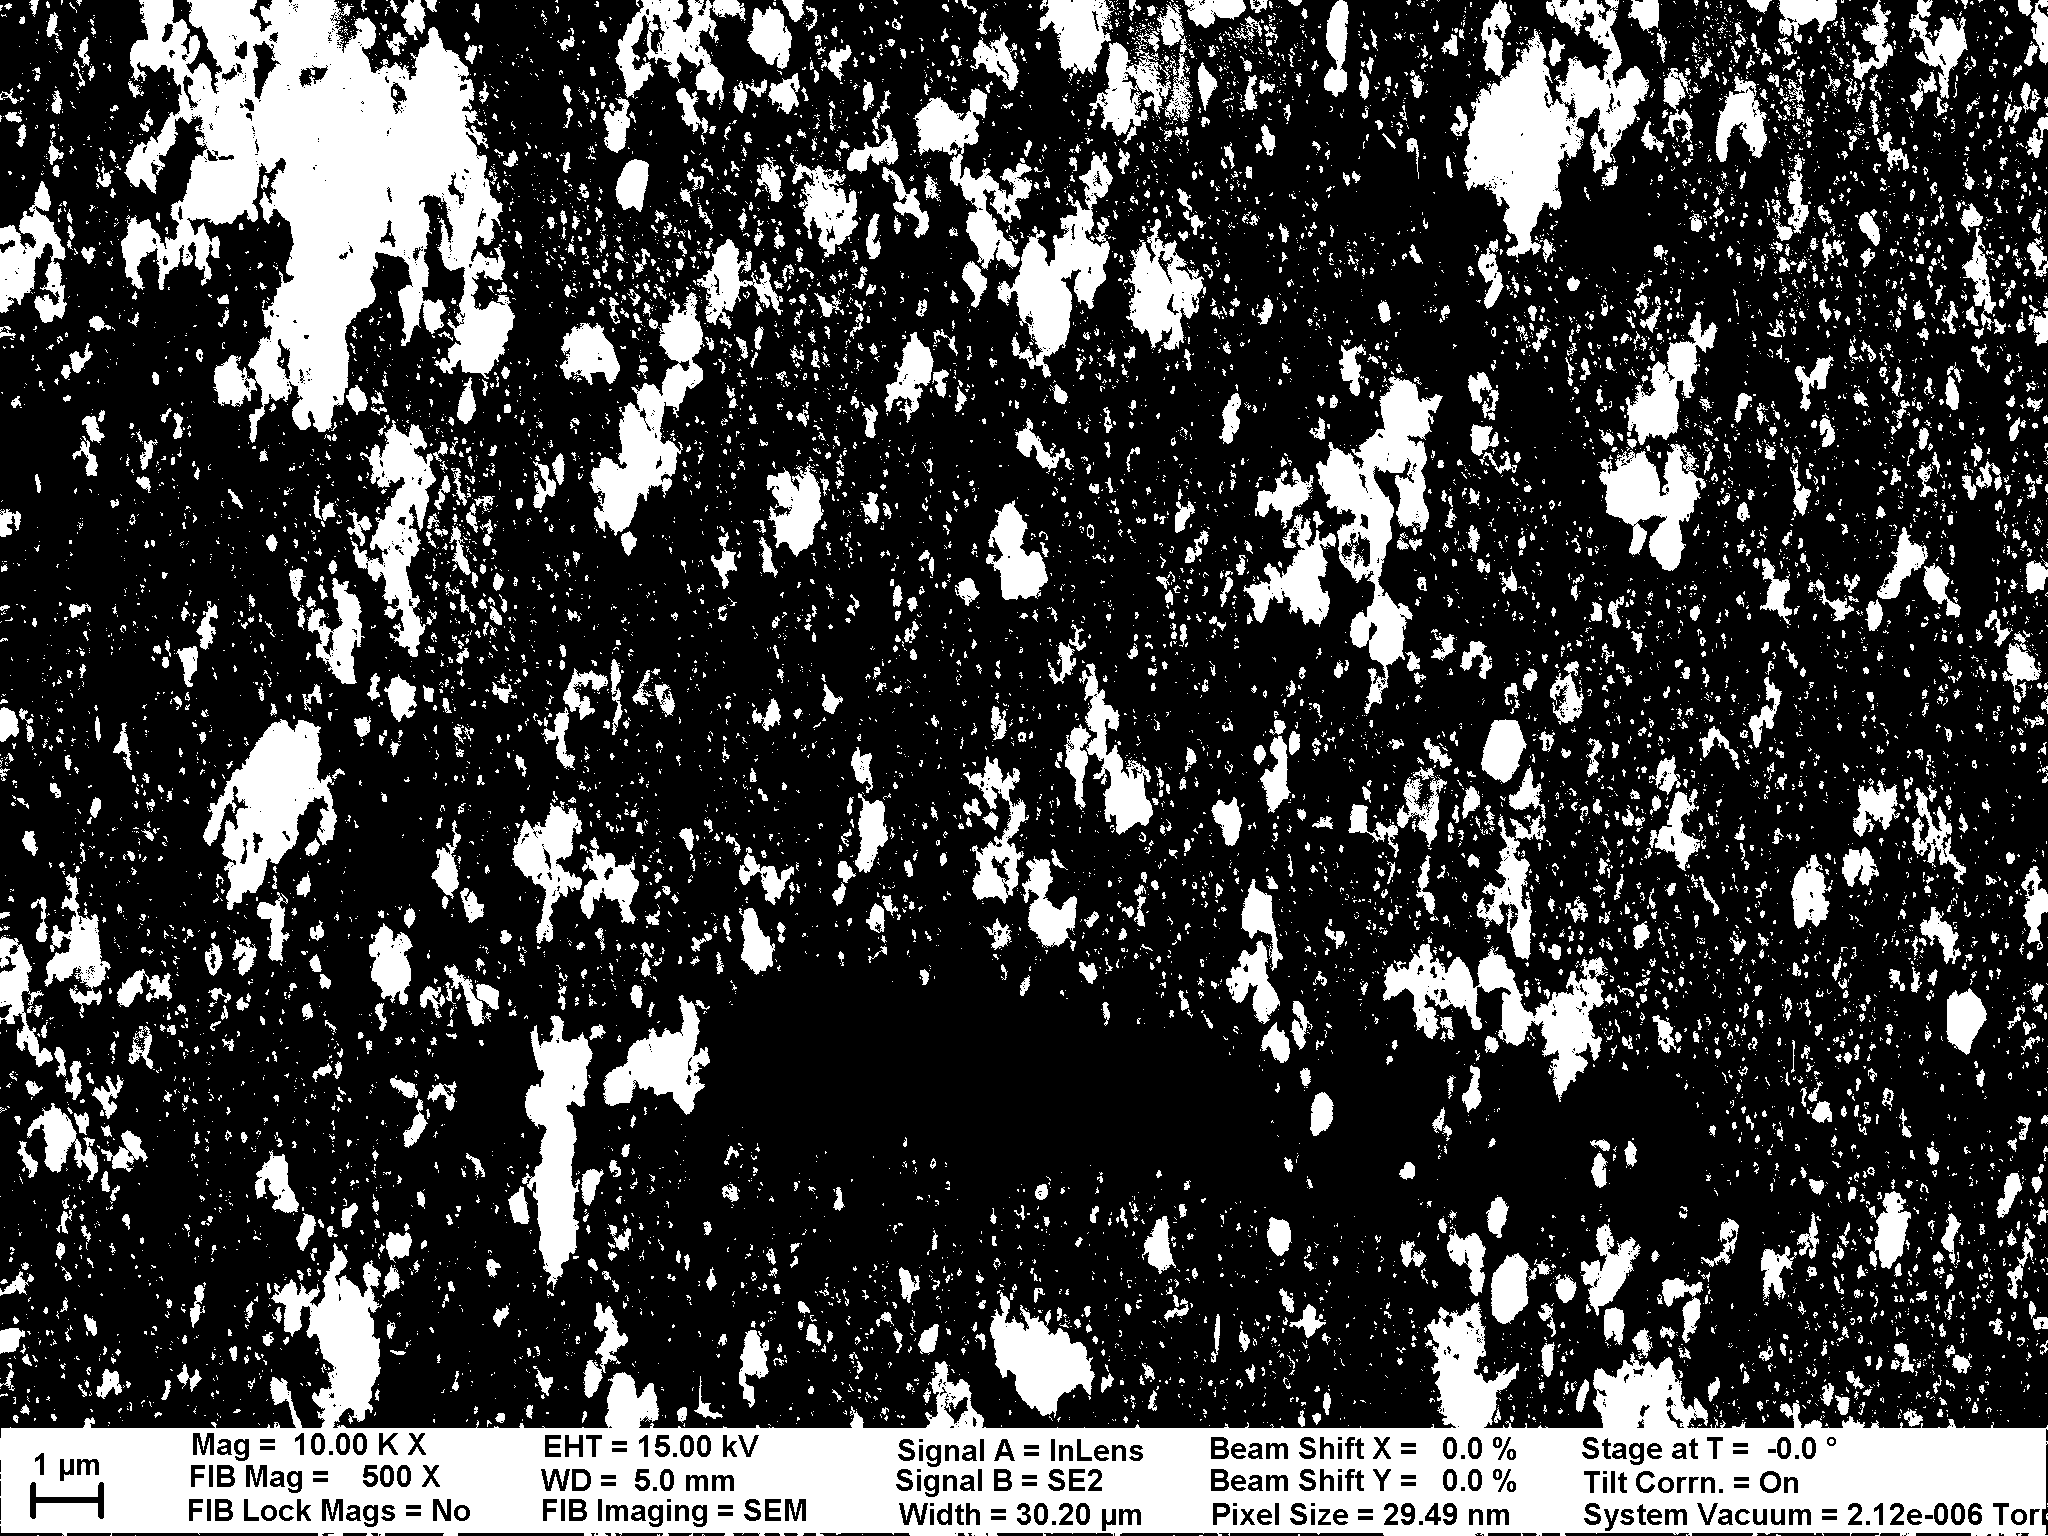 1 µm
Mag = 10.00 K X
FIB Mag = 500 X
FIB Lock Mags = No
EHT = 15.00 kV
WD = 5.0 mm
FIB Imaging = SEM
Signal A = InLens
Signal B = SE2
Width = 30.20 µm
Beam Shift X = 0.0 %
Beam Shift Y = 0.0 %
Pixel Size = 29.49 nm
Stage at T = -0.0 °
Tilt Corrn. = On
System Vacuum = 2.12e-006 Torr